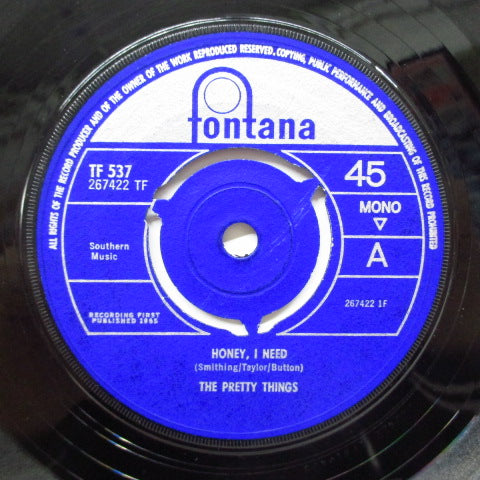 ALL RIGHTS OF THE RECORD PRODUCER AND OF THE OWNER OF THE WORK REPRODUCED RESERVED. COPYING, PUBLIC PERFORMANCE AND BROADCASTING OF THIS RECORD PROHIBITED
fontana
TF 537
267422 TF
45
MONO
A
Southern
Music
267422 1F
RECORDING FIRST
PUBLISHED 1965
HONEY, I NEED
(Smithing/Taylor/Button)
THE PRETTY THINGS